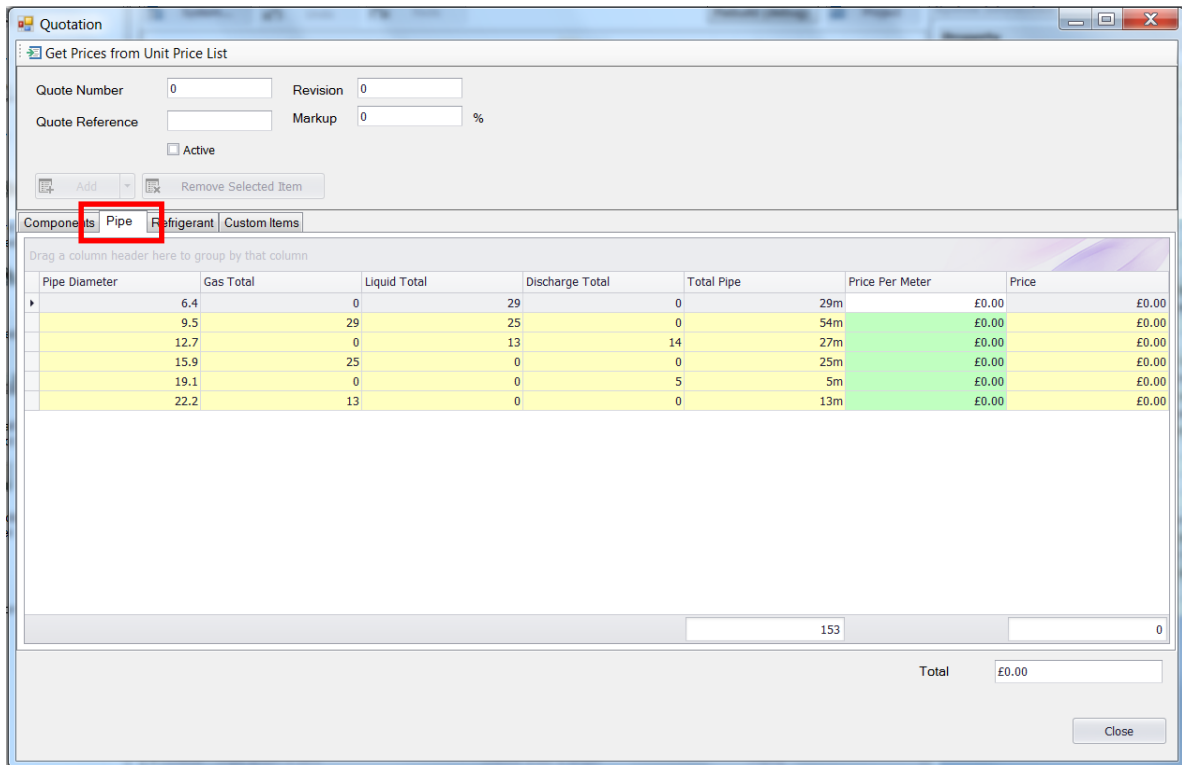 Quotation
Get Prices from Unit Price List
Quote Number 0 Revision 0
Quote Reference Markup 0 %
Active
Add Remove Selected Item
Components Pipe Refrigerant Custom Items
Drag a column header here to group by that column
Pipe Diameter Gas Total Liquid Total Discharge Total Total Pipe Price Per Meter Price
6.4 0 29 0 29m £0.00 £0.00
9.5 29 25 0 54m £0.00 £0.00
12.7 0 13 14 27m £0.00 £0.00
15.9 25 0 0 25m £0.00 £0.00
19.1 0 0 5 5m £0.00 £0.00
22.2 13 0 0 13m £0.00 £0.00
153 0
Total £0.00
Close